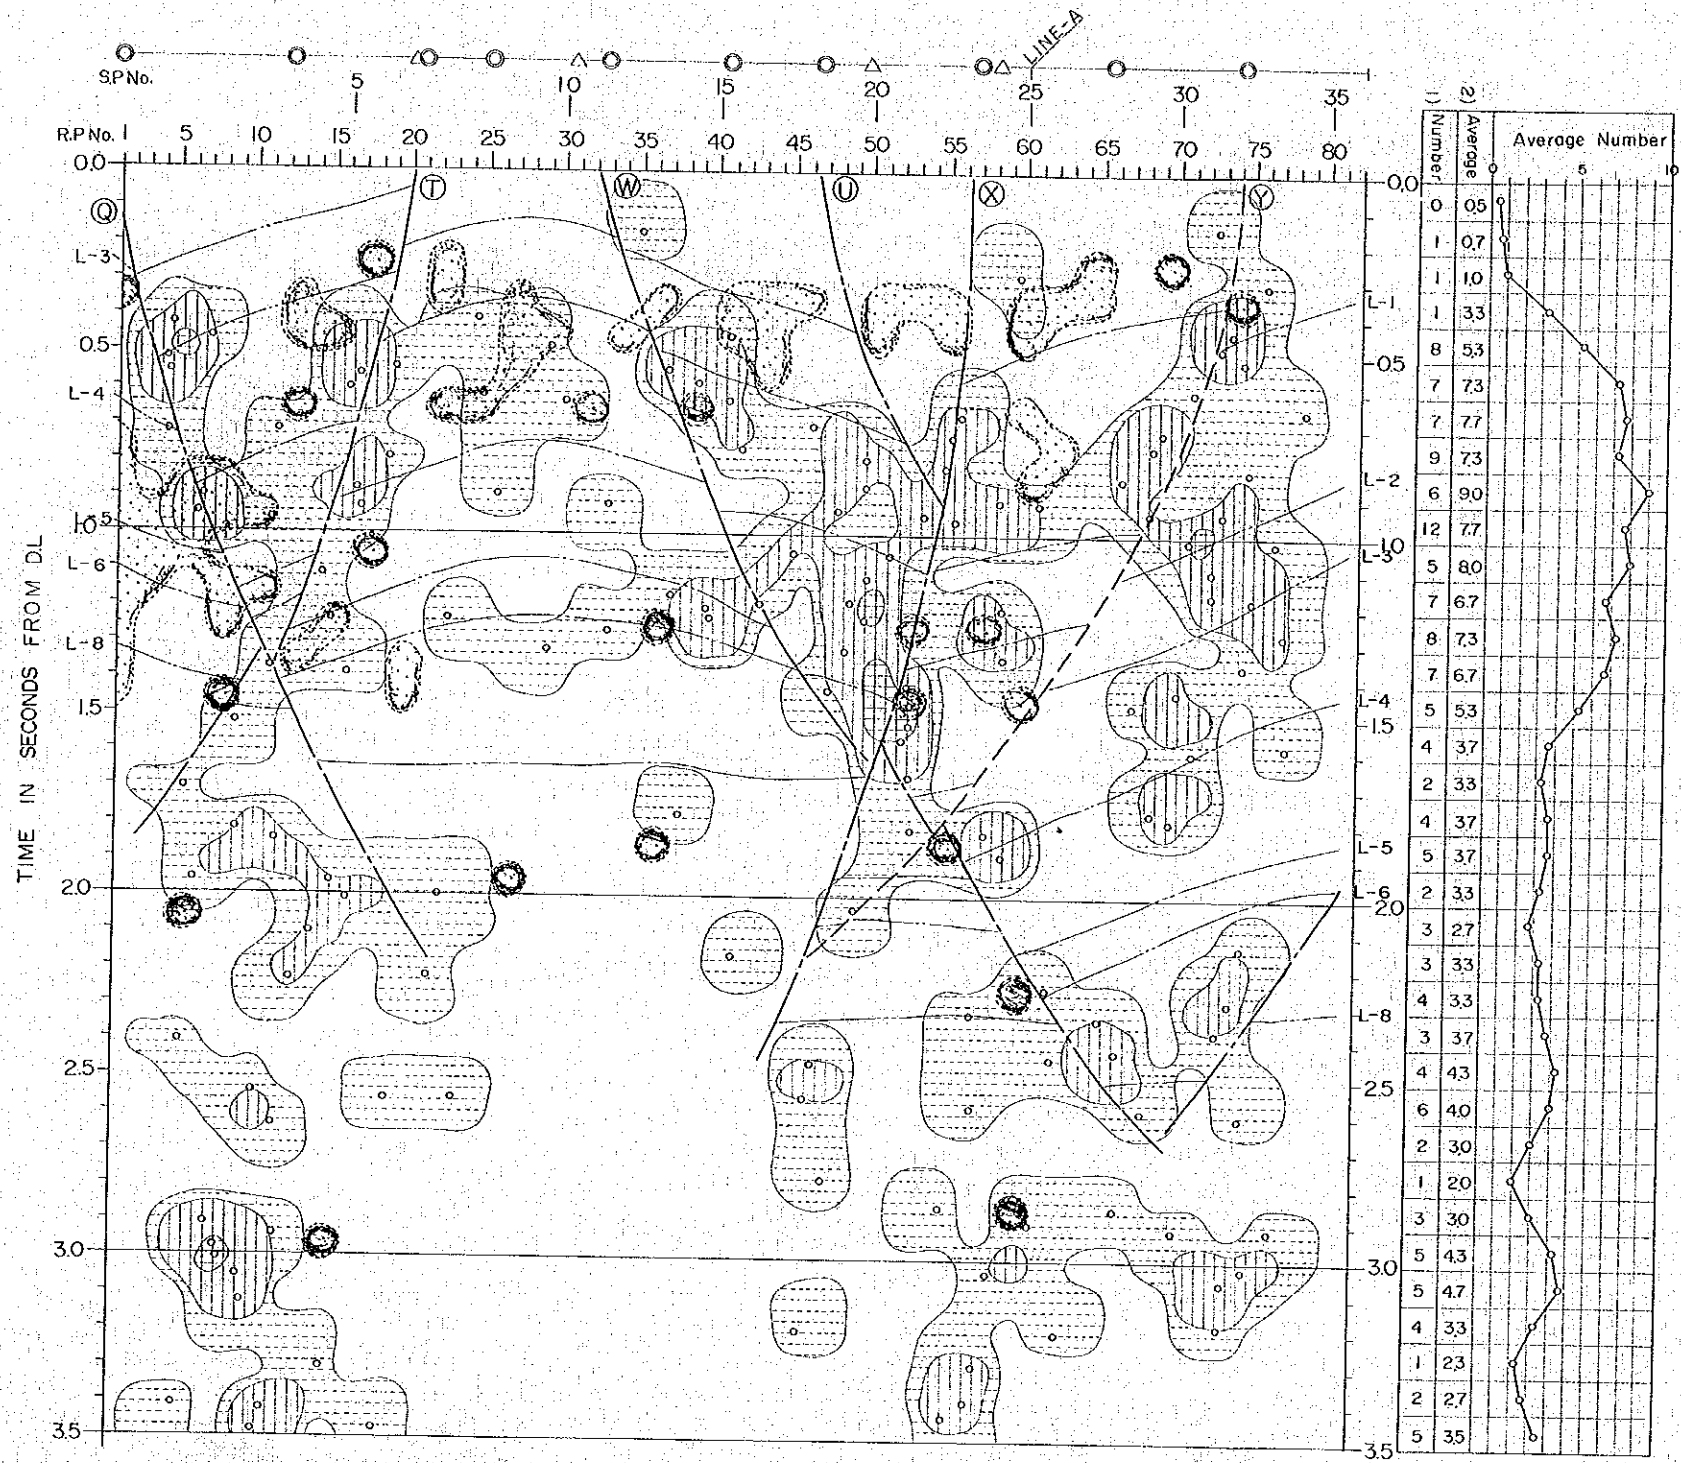 LINE-A
S.P.No. 5 10 15 20 25 30 35
R.P.No. 1 5 10 15 20 25 30 35 40 45 50 55 60 65 70 75 80
1) Number
2) Average
Average Number
0 5 10
0.0
0.0
Q
T
W
U
X
Y
L-3
0.5
L-4
L-5
1.0
L-6
L-8
1.5
2.0
2.5
3.0
3.5
TIME IN SECONDS FROM DL
L-1
0.5
L-2
1.0
L-3
L-4
1.5
L-5
L-6
2.0
L-8
2.5
3.0
3.5
0 0.5
1 0.7
1 1.0
1 3.3
8 5.3
7 7.3
7 7.7
9 7.3
6 9.0
12 7.7
5 8.0
7 6.7
8 7.3
7 6.7
5 5.3
4 3.7
2 3.3
4 3.7
5 3.7
2 3.3
3 2.7
3 3.3
4 3.3
3 3.7
4 4.3
6 4.0
2 3.0
1 2.0
3 3.0
5 4.3
5 4.7
4 3.3
1 2.3
2 2.7
5 3.5